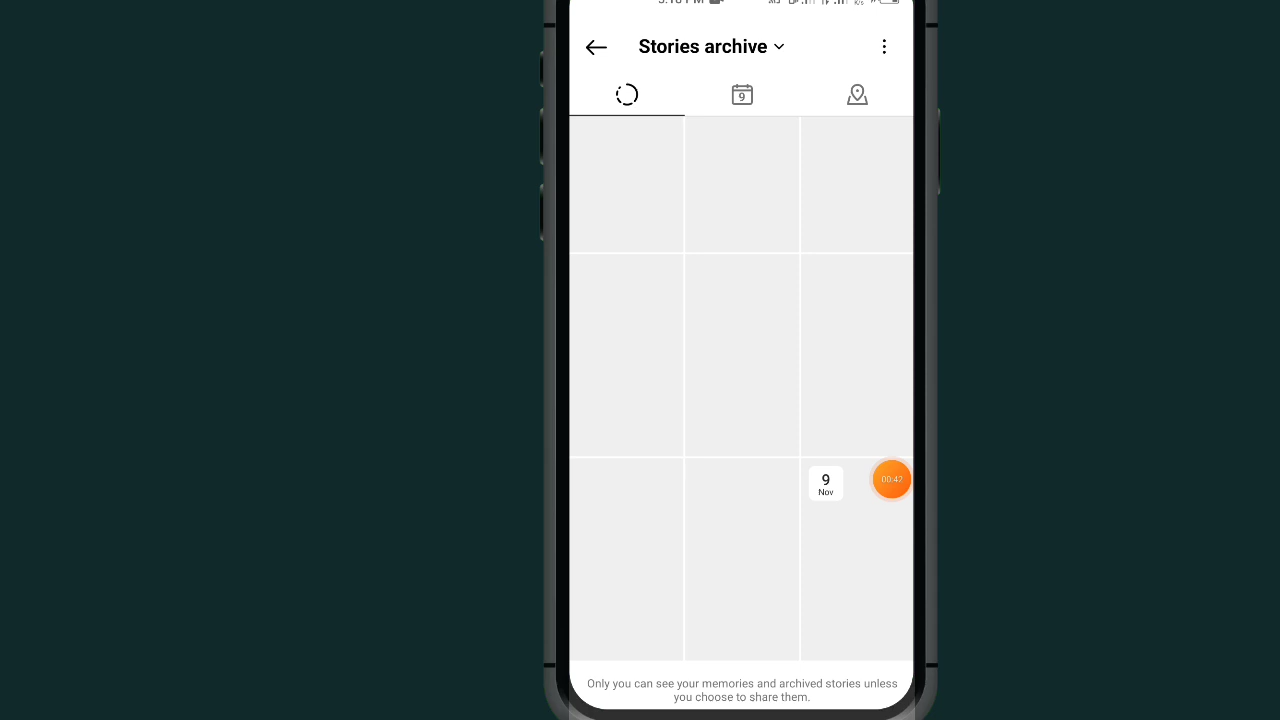 Stories archive
9
9
Nov
00:42
Only you can see your memories and archived stories unless
you choose to share them.